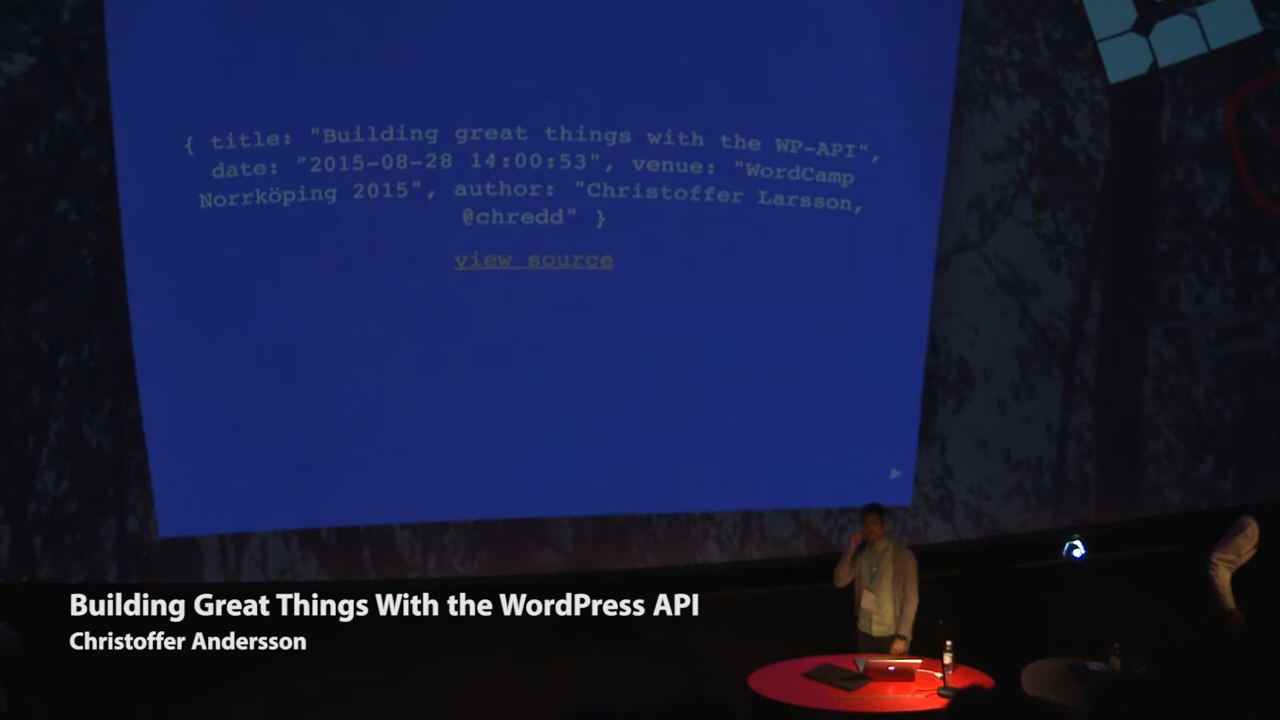 { title: "Building great things with the WP-API",
date: "2015-08-28 14:00:53", venue: "WordCamp
Norrköping 2015", author: "Christoffer Larsson,
@chredd" }
view source
Building Great Things With the WordPress API
Christoffer Andersson